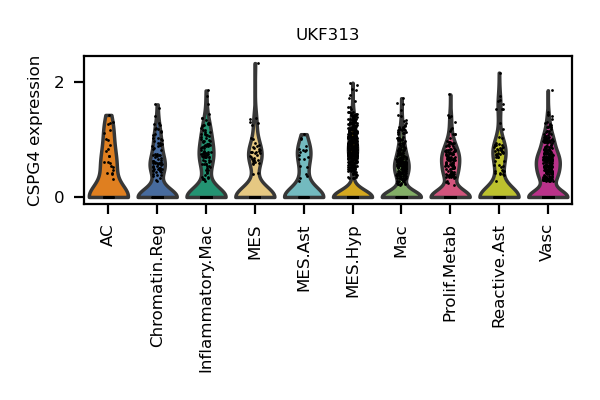 UKF313
CSPG4 expression
2
0
AC
Chromatin.Reg
Inflammatory.Mac
MES
MES.Ast
MES.Hyp
Mac
Prolif.Metab
Reactive.Ast
Vasc